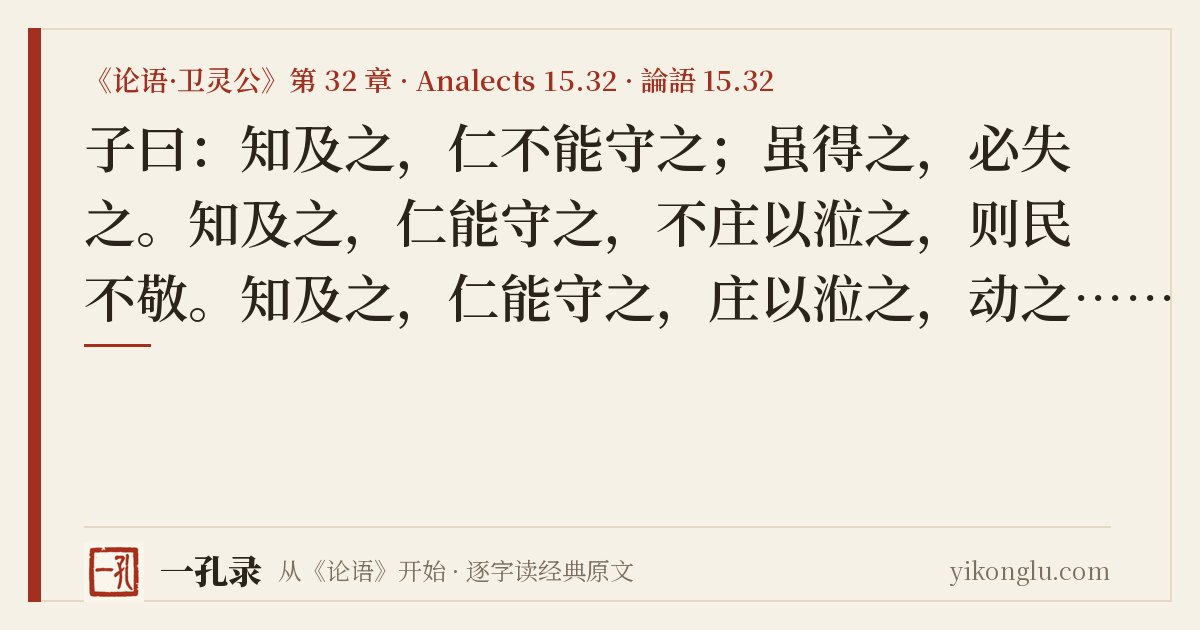 《论语·卫灵公》第 32 章 · Analects 15.32 · 論語 15.32
子曰：知及之，仁不能守之；虽得之，必失
之。知及之，仁能守之，不庄以涖之，则民
不敬。知及之，仁能守之，庄以涖之，动之……
一孔
一孔录 从《论语》开始 · 逐字读经典原文 yikonglu.com